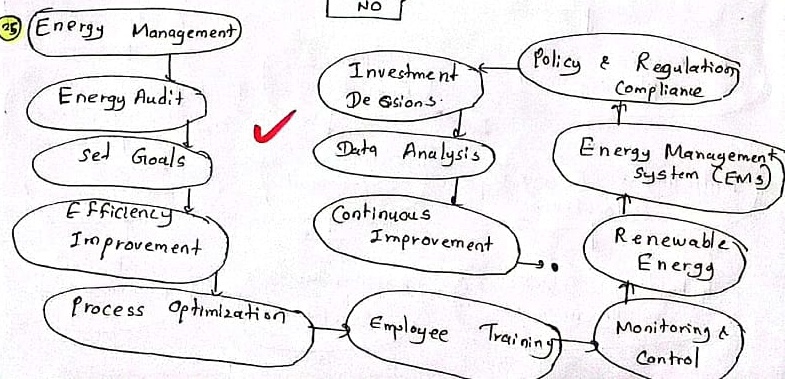 NO
25
Energy Management
Energy Audit
Set Goals
Efficiency
Improvement
Process Optimization
Employee Training
Monitoring &
Control
Renewable
Energy
Energy Management
System (EMS)
Policy & Regulation
Compliance
Investment
Decisions.
Data Analysis
Continuous
Improvement